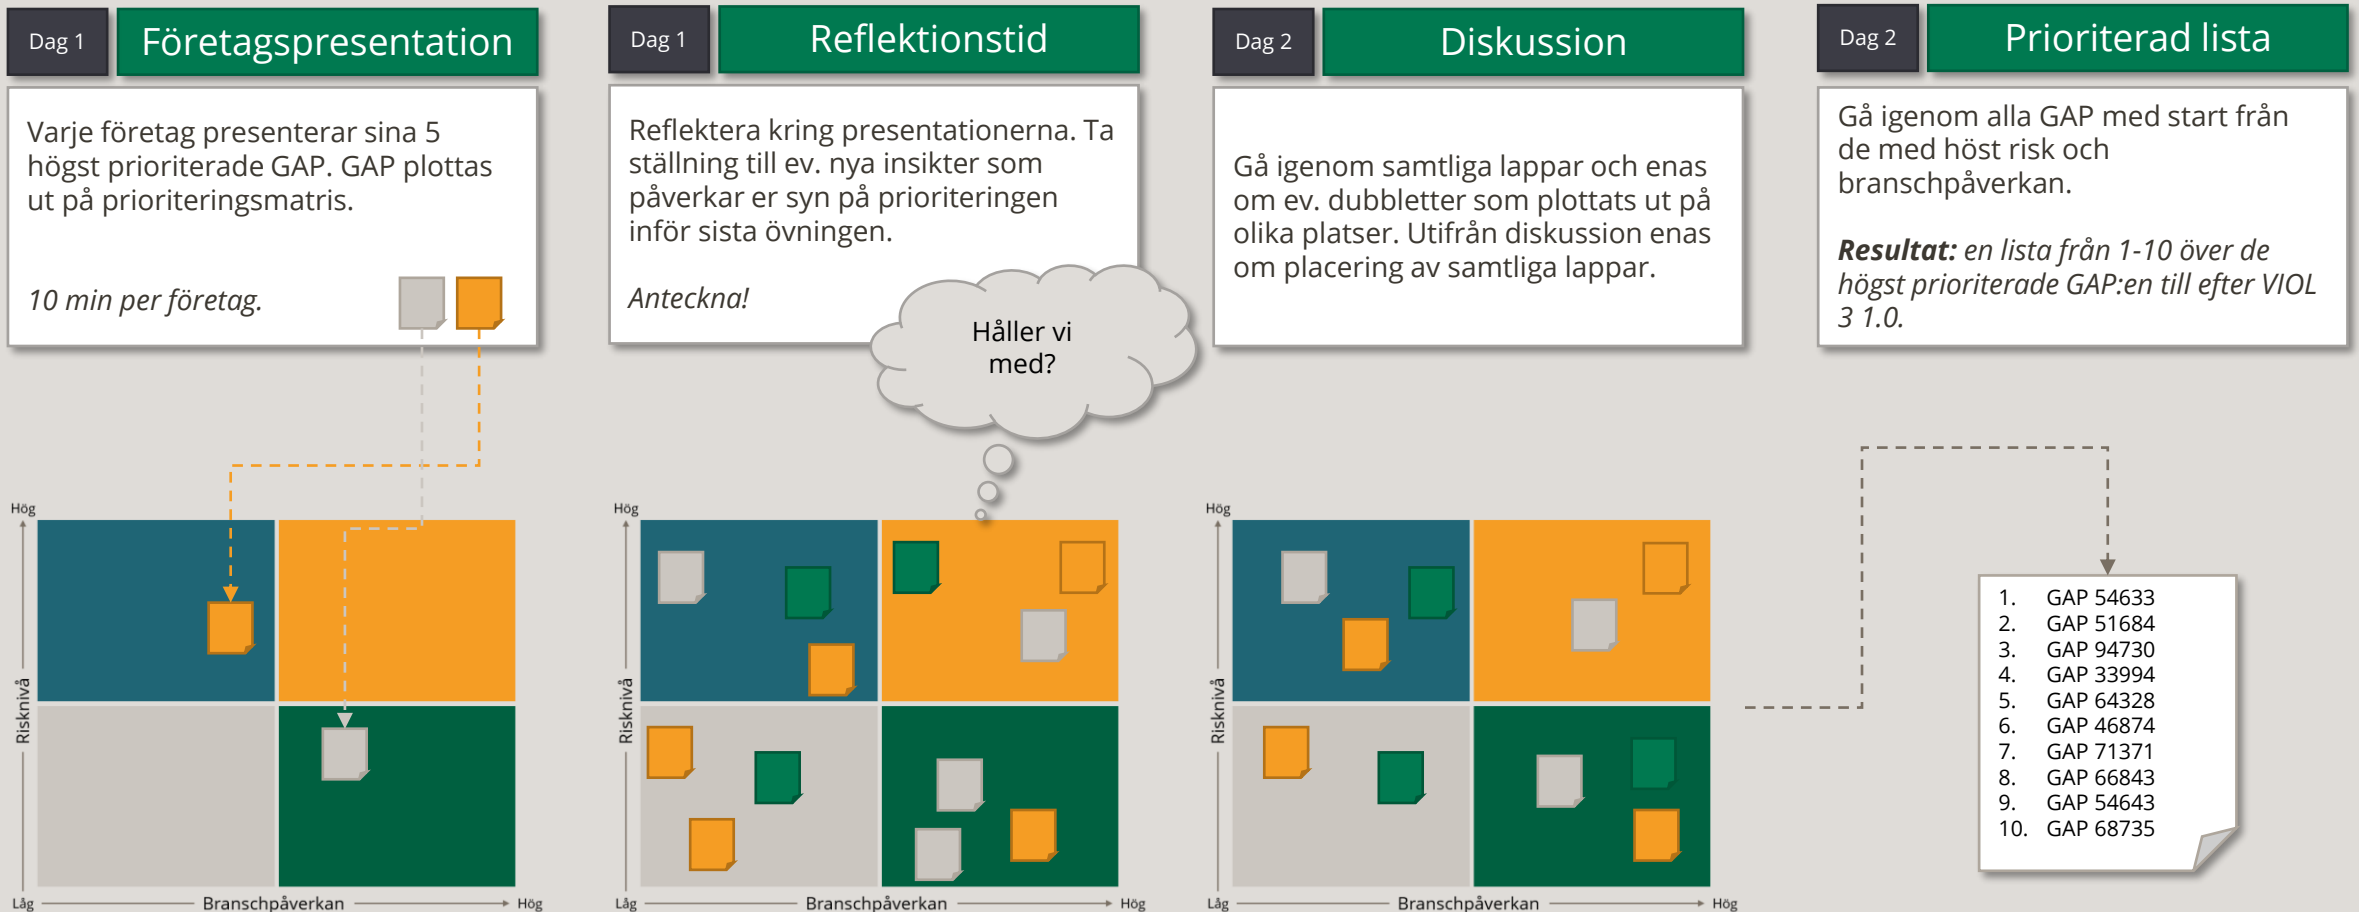 Dag 1
Företagspresentation
Varje företag presenterar sina 5
högst prioriterade GAP. GAP plottas
ut på prioriteringsmatris.
10 min per företag.
Hög
Risknivå
Låg
Branschpåverkan
Hög
Dag 1
Reflektionstid
Reflektera kring presentationerna. Ta
ställning till ev. nya insikter som
påverkar er syn på prioriteringen
inför sista övningen.
Anteckna!
Håller vi
med?
Hög
Risknivå
Låg
Branschpåverkan
Hög
Dag 2
Diskussion
Gå igenom samtliga lappar och enas
om ev. dubbletter som plottats ut på
olika platser. Utifrån diskussion enas
om placering av samtliga lappar.
Hög
Risknivå
Låg
Branschpåverkan
Hög
Dag 2
Prioriterad lista
Gå igenom alla GAP med start från
de med höst risk och
branschpåverkan.
Resultat: en lista från 1-10 över de
högst prioriterade GAP:en till efter VIOL
3 1.0.
1. GAP 54633
2. GAP 51684
3. GAP 94730
4. GAP 33994
5. GAP 64328
6. GAP 46874
7. GAP 71371
8. GAP 66843
9. GAP 54643
10. GAP 68735